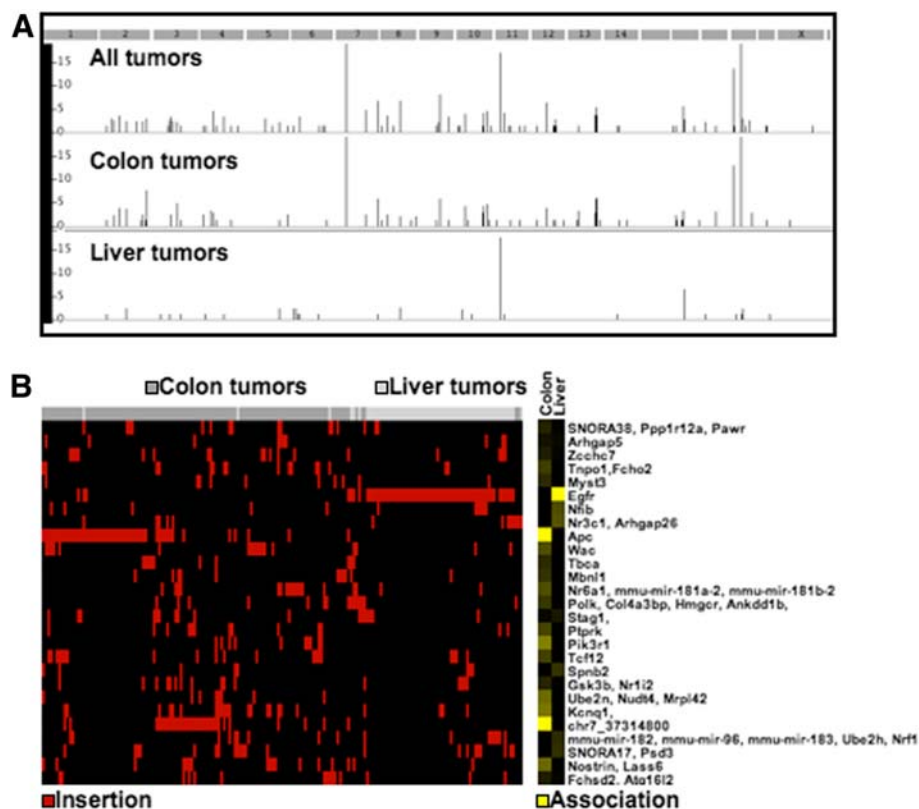 A
1 2 3 4 5 6 7 8 9 10 11 12 13 14 X
All tumors
15
10
5
0
Colon tumors
15
10
5
0
Liver tumors
15
10
5
0
B
Colon tumors Liver tumors
Colon
Liver
SNORA38, Ppp1r12a, Pawr
Arhgap5
Zcchc7
Tnpo1,Fcho2
Myst3
Egfr
Nfib
Nr3c1, Arhgap26
Apc
Wac
Tbca
Mbnl1
Nr6a1, mmu-mir-181a-2, mmu-mir-181b-2
Polk, Col4a3bp, Hmgcr, Ankdd1b,
Stag1,
Ptprk
Pik3r1
Tcf12
Spnb2
Gsk3b, Nr1i2
Ube2n, Nudt4, Mrpl42
Kcnq1,
chr7_37314800
mmu-mir-182, mmu-mir-96, mmu-mir-183, Ube2h, Nrf1
SNORA17, Psd3
Nostrin, Lass6
Fchsd2, Atg16l2
Insertion Association